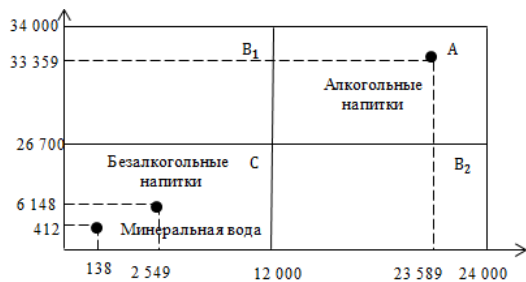 34 000
B₁
A
33 359
Алкогольные
напитки
26 700
Безалкогольные
напитки
C
B₂
6 148
412
Минеральная вода
138
2 549
12 000
23 589
24 000